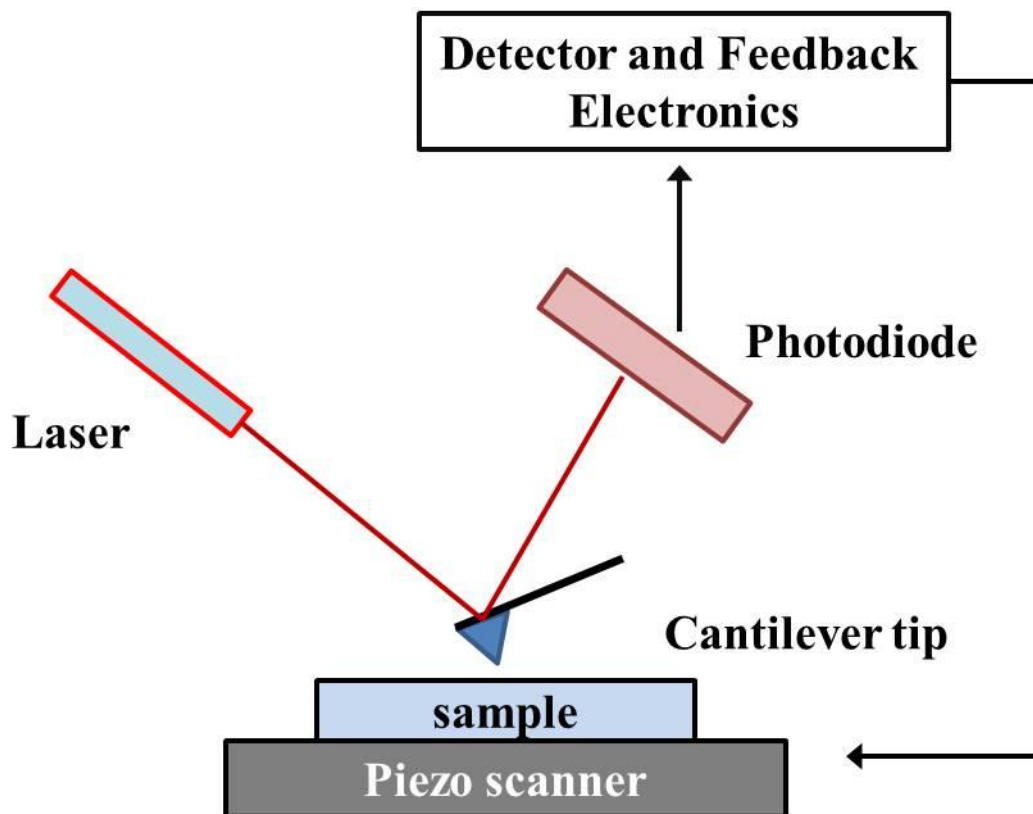 Detector and Feedback
Electronics
Photodiode
Laser
Cantilever tip
sample
Piezo scanner